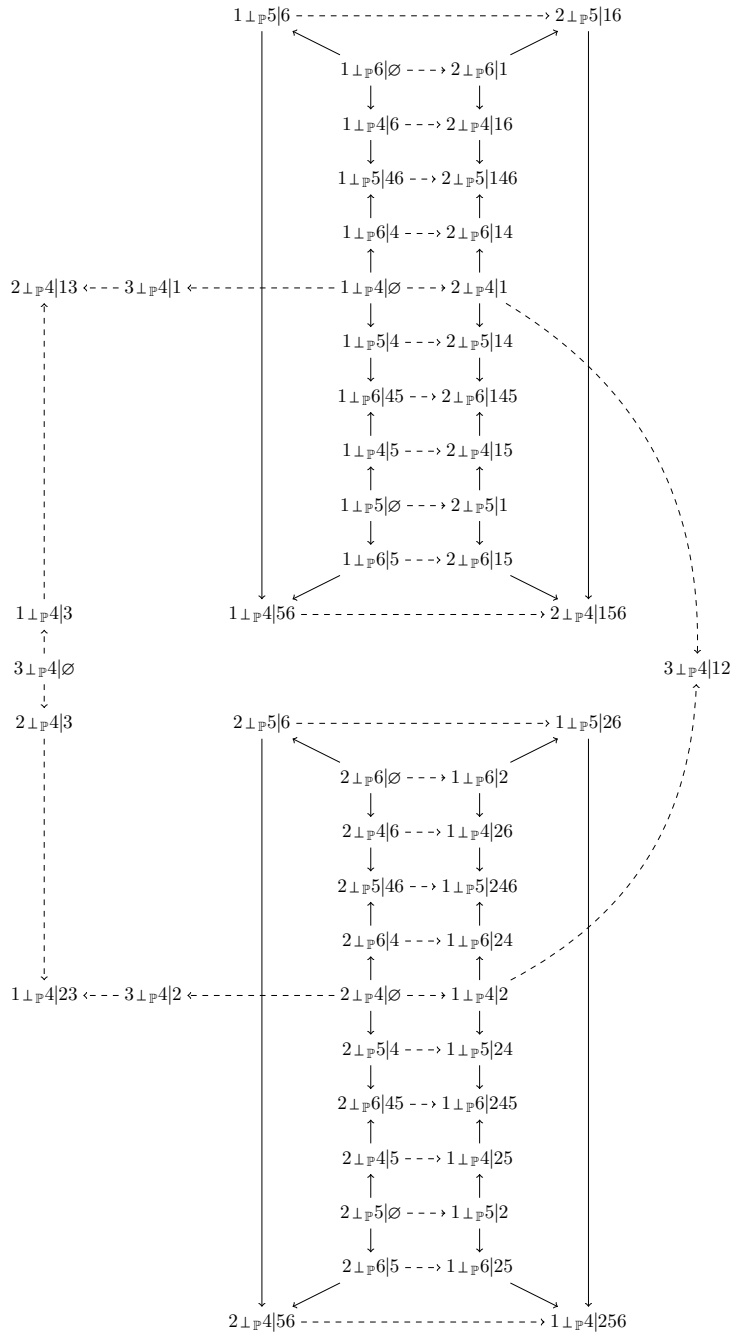 1⊥ℙ5|6 2⊥ℙ5|16
1⊥ℙ6|∅ 2⊥ℙ6|1
1⊥ℙ4|6 2⊥ℙ4|16
1⊥ℙ5|46 2⊥ℙ5|146
1⊥ℙ6|4 2⊥ℙ6|14
2⊥ℙ4|13 3⊥ℙ4|1 1⊥ℙ4|∅ 2⊥ℙ4|1
1⊥ℙ5|4 2⊥ℙ5|14
1⊥ℙ6|45 2⊥ℙ6|145
1⊥ℙ4|5 2⊥ℙ4|15
1⊥ℙ5|∅ 2⊥ℙ5|1
1⊥ℙ6|5 2⊥ℙ6|15
1⊥ℙ4|3 1⊥ℙ4|56 2⊥ℙ4|156
3⊥ℙ4|∅ 3⊥ℙ4|12
2⊥ℙ4|3 2⊥ℙ5|6 1⊥ℙ5|26
2⊥ℙ6|∅ 1⊥ℙ6|2
2⊥ℙ4|6 1⊥ℙ4|26
2⊥ℙ5|46 1⊥ℙ5|246
2⊥ℙ6|4 1⊥ℙ6|24
1⊥ℙ4|23 3⊥ℙ4|2 2⊥ℙ4|∅ 1⊥ℙ4|2
2⊥ℙ5|4 1⊥ℙ5|24
2⊥ℙ6|45 1⊥ℙ6|245
2⊥ℙ4|5 1⊥ℙ4|25
2⊥ℙ5|∅ 1⊥ℙ5|2
2⊥ℙ6|5 1⊥ℙ6|25
2⊥ℙ4|56 1⊥ℙ4|256